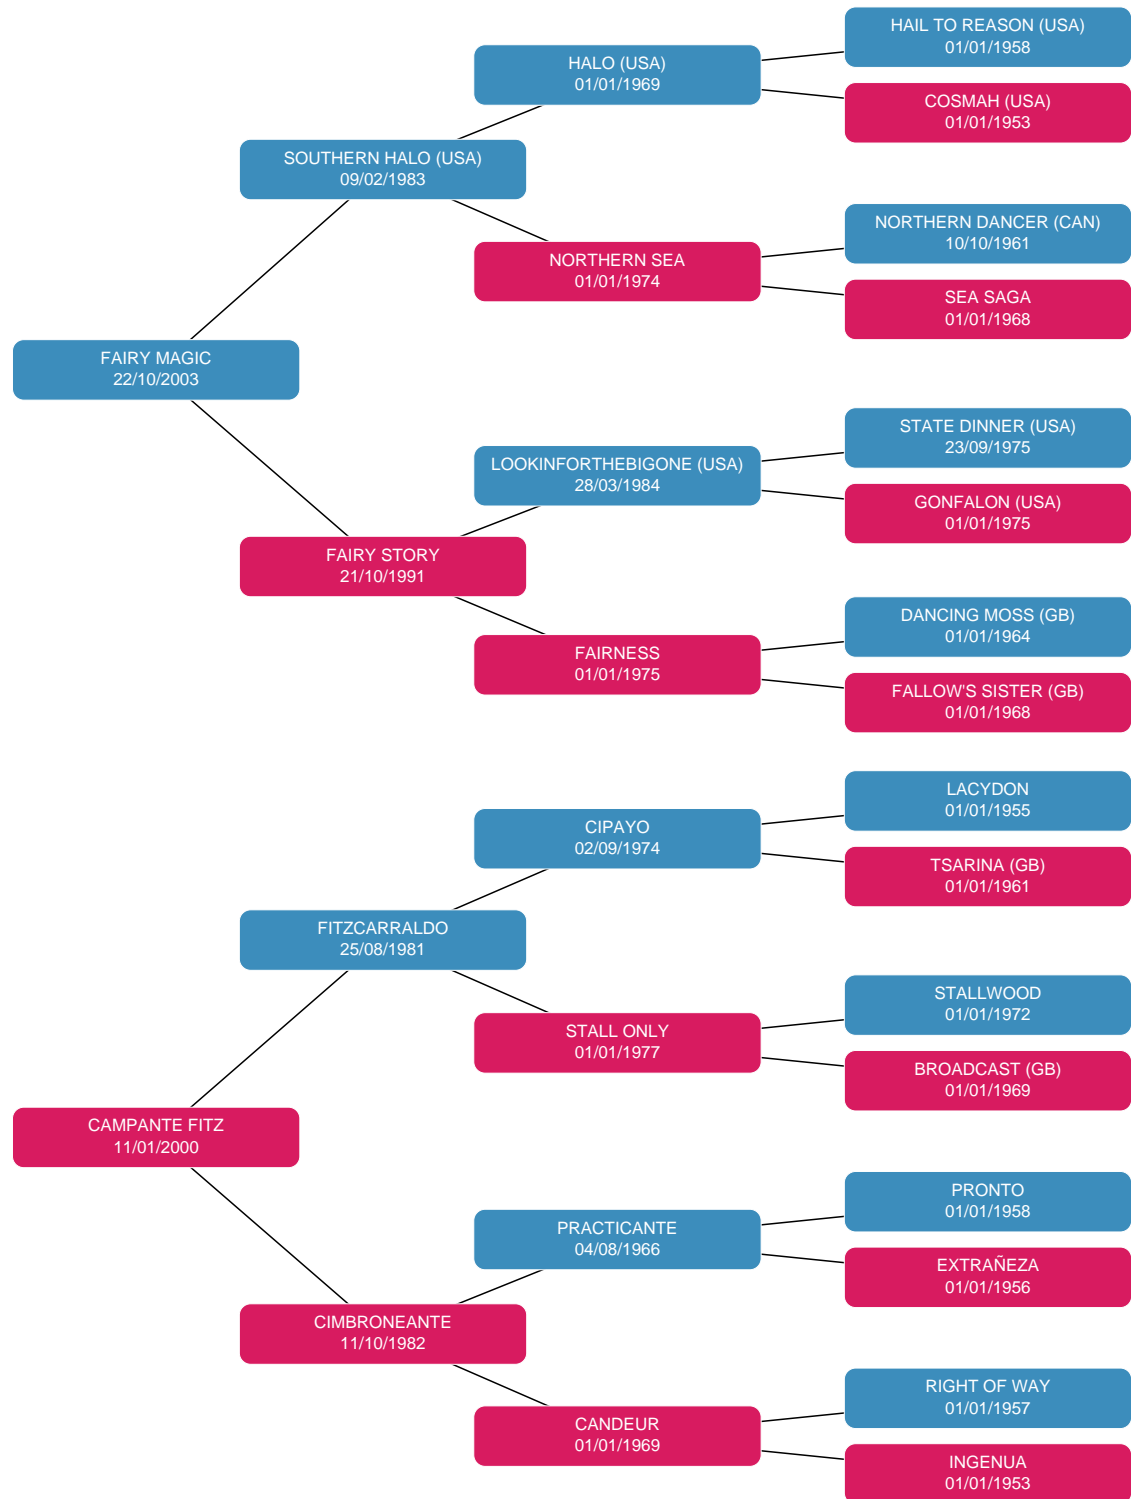 HAIL TO REASON (USA)
01/01/1958
HALO (USA)
01/01/1969
COSMAH (USA)
01/01/1953
SOUTHERN HALO (USA)
09/02/1983
NORTHERN DANCER (CAN)
10/10/1961
NORTHERN SEA
01/01/1974
SEA SAGA
01/01/1968
FAIRY MAGIC
22/10/2003
STATE DINNER (USA)
23/09/1975
LOOKINFORTHEBIGONE (USA)
28/03/1984
GONFALON (USA)
01/01/1975
FAIRY STORY
21/10/1991
DANCING MOSS (GB)
01/01/1964
FAIRNESS
01/01/1975
FALLOW'S SISTER (GB)
01/01/1968
LACYDON
01/01/1955
CIPAYO
02/09/1974
TSARINA (GB)
01/01/1961
FITZCARRALDO
25/08/1981
STALLWOOD
01/01/1972
STALL ONLY
01/01/1977
BROADCAST (GB)
01/01/1969
CAMPANTE FITZ
11/01/2000
PRONTO
01/01/1958
PRACTICANTE
04/08/1966
EXTRAÑEZA
01/01/1956
CIMBRONEANTE
11/10/1982
RIGHT OF WAY
01/01/1957
CANDEUR
01/01/1969
INGENUA
01/01/1953